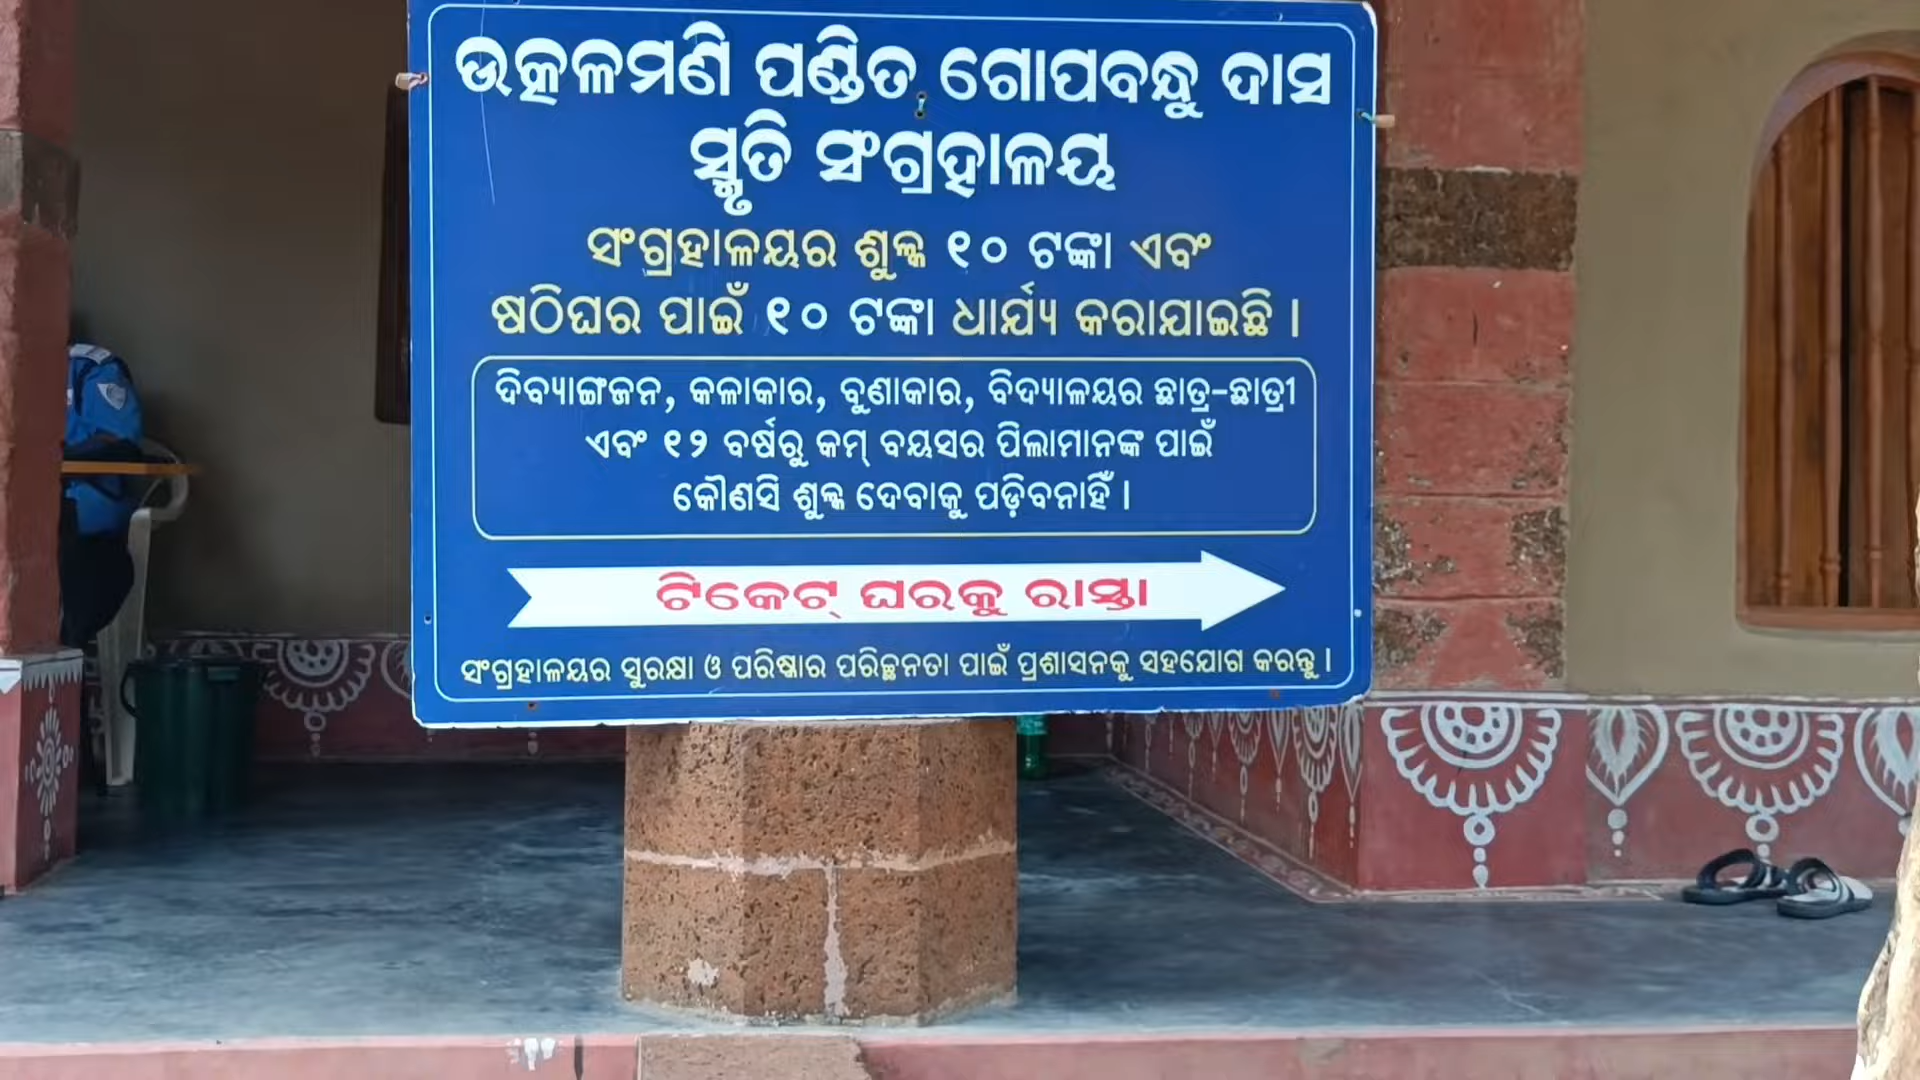 ଉତ୍କଳମଣି ପଣ୍ଡିତ ଗୋପବନ୍ଧୁ ଦାସ
ସ୍ମୃତି ସଂଗ୍ରହାଳୟ
ସଂଗ୍ରହାଳୟର ଶୁଳ୍କ ୧୦ ଟଙ୍କା ଏବଂ
ଷଠିଘର ପାଇଁ ୧୦ ଟଙ୍କା ଧାର୍ଯ୍ୟ କରାଯାଇଛି ।
ଦିବ୍ୟାଙ୍ଗଜନ, କଳାକାର, ବୁଣାକାର, ବିଦ୍ୟାଳୟର ଛାତ୍ର-ଛାତ୍ରୀ
ଏବଂ ୧୨ ବର୍ଷରୁ କମ୍ ବୟସର ପିଲାମାନଙ୍କ ପାଇଁ
କୌଣସି ଶୁଳ୍କ ଦେବାକୁ ପଡ଼ିବନାହିଁ ।
ଟିକେଟ୍ ଘରକୁ ରାସ୍ତା
ସଂଗ୍ରହାଳୟର ସୁରକ୍ଷା ଓ ପରିଷ୍କାର ପରିଚ୍ଛନତା ପାଇଁ ପ୍ରଶାସନକୁ ସହଯୋଗ କରନ୍ତୁ ।